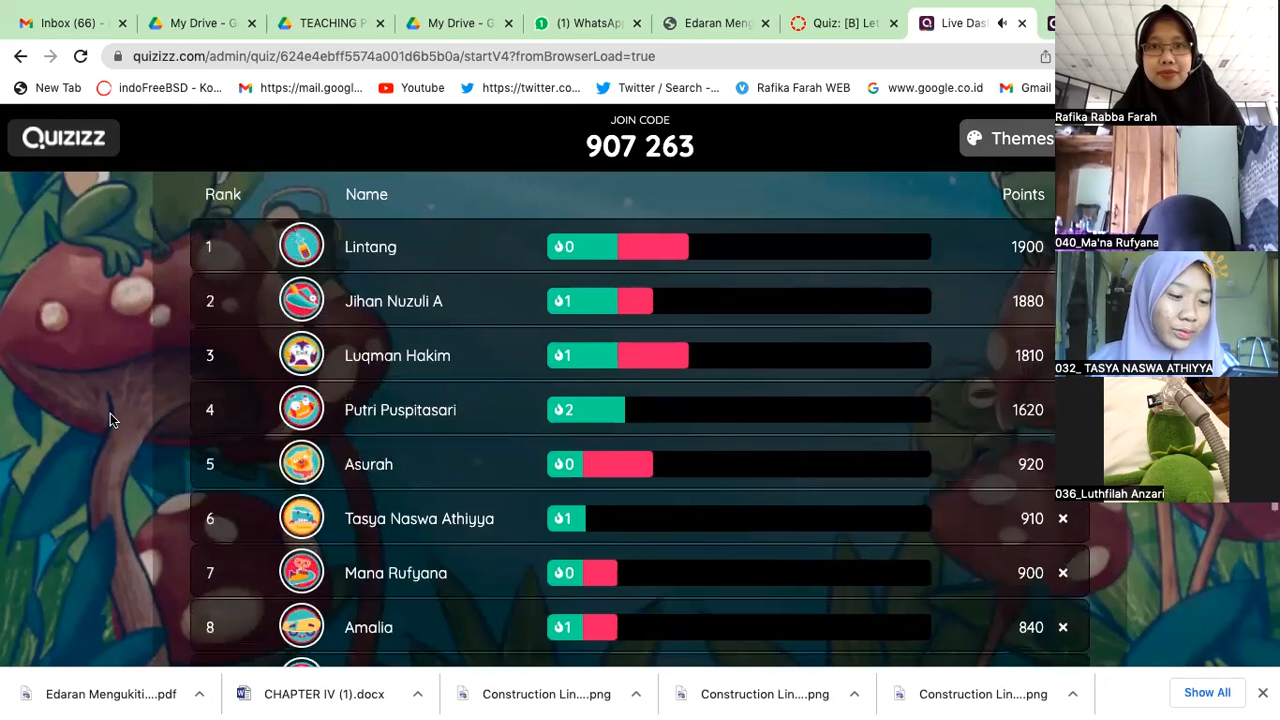 Inbox (66) -
My Drive - G
TEACHING P
My Drive - G
(1) WhatsAp
Edaran Meng
Quiz: [B] Let
Live Das
quizizz.com/admin/quiz/624e4ebff5574a001d6b5b0a/startV4?fromBrowserLoad=true
New Tab
indoFreeBSD - Ko...
https://mail.googl...
Youtube
https://twitter.co...
Twitter / Search -...
Rafika Farah WEB
www.google.co.id
Gmail
Quizizz
JOIN CODE
907 263
Themes
Rank Name Points
1 Lintang 0 1900
2 Jihan Nuzuli A 1 1880
3 Luqman Hakim 1 1810
4 Putri Puspitasari 2 1620
5 Asurah 0 920
6 Tasya Naswa Athiyya 1 910
7 Mana Rufyana 0 900
8 Amalia 1 840
Rafika Rabba Farah
040_Ma'na Rufyana
032_ TASYA NASWA ATHIYYA
036_Luthfilah Anzari
Edaran Mengukiti....pdf
CHAPTER IV (1).docx
Construction Lin....png
Construction Lin....png
Construction Lin....png
Show All